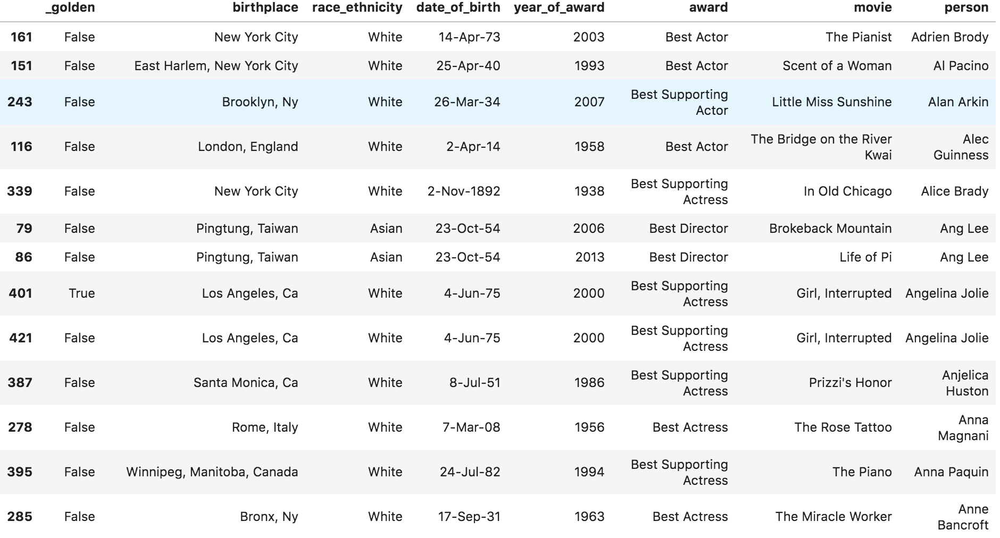 _golden birthplace race_ethnicity date_of_birth year_of_award award movie person
161 False New York City White 14-Apr-73 2003 Best Actor The Pianist Adrien Brody
151 False East Harlem, New York City White 25-Apr-40 1993 Best Actor Scent of a Woman Al Pacino
243 False Brooklyn, Ny White 26-Mar-34 2007 Best Supporting Actor Little Miss Sunshine Alan Arkin
116 False London, England White 2-Apr-14 1958 Best Actor The Bridge on the River Kwai Alec Guinness
339 False New York City White 2-Nov-1892 1938 Best Supporting Actress In Old Chicago Alice Brady
79 False Pingtung, Taiwan Asian 23-Oct-54 2006 Best Director Brokeback Mountain Ang Lee
86 False Pingtung, Taiwan Asian 23-Oct-54 2013 Best Director Life of Pi Ang Lee
401 True Los Angeles, Ca White 4-Jun-75 2000 Best Supporting Actress Girl, Interrupted Angelina Jolie
421 False Los Angeles, Ca White 4-Jun-75 2000 Best Supporting Actress Girl, Interrupted Angelina Jolie
387 False Santa Monica, Ca White 8-Jul-51 1986 Best Supporting Actress Prizzi's Honor Anjelica Huston
278 False Rome, Italy White 7-Mar-08 1956 Best Actress The Rose Tattoo Anna Magnani
395 False Winnipeg, Manitoba, Canada White 24-Jul-82 1994 Best Supporting Actress The Piano Anna Paquin
285 False Bronx, Ny White 17-Sep-31 1963 Best Actress The Miracle Worker Anne Bancroft